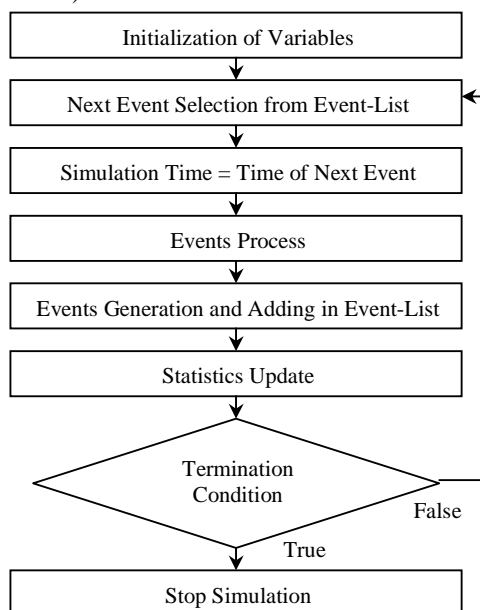 Initialization of Variables
Next Event Selection from Event-List
Simulation Time = Time of Next Event
Events Process
Events Generation and Adding in Event-List
Statistics Update
Termination
Condition
False
True
Stop Simulation